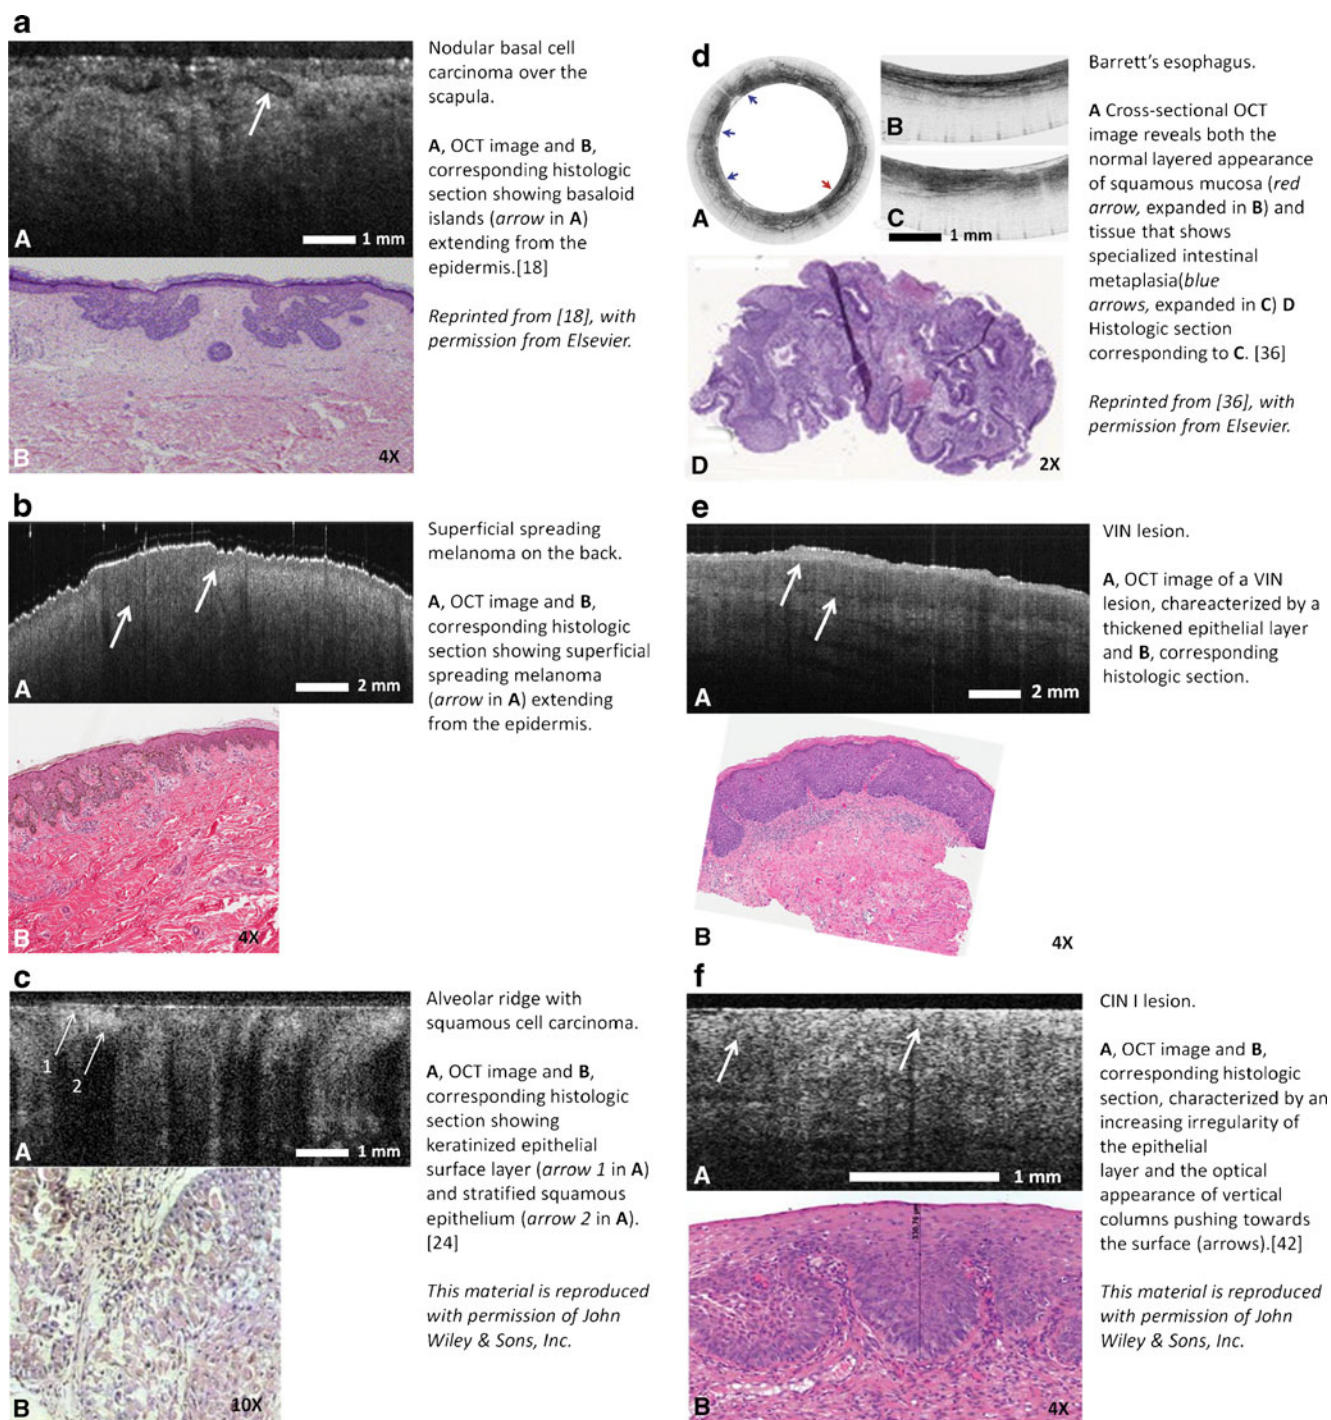 a
Nodular basal cell
carcinoma over the
scapula.
A, OCT image and B,
corresponding histologic
section showing basaloid
islands (arrow in A)
extending from the
epidermis.[18]
Reprinted from [18], with
permission from Elsevier.
A
1 mm
B
4X
b
Superficial spreading
melanoma on the back.
A, OCT image and B,
corresponding histologic
section showing superficial
spreading melanoma
(arrow in A) extending
from the epidermis.
A
2 mm
B
4X
c
Alveolar ridge with
squamous cell carcinoma.
A, OCT image and B,
corresponding histologic
section showing
keratinized epithelial
surface layer (arrow 1 in A)
and stratified squamous
epithelium (arrow 2 in A).
[24]
This material is reproduced
with permission of John
Wiley & Sons, Inc.
1
2
A
1 mm
B
10X
d
Barrett's esophagus.
A Cross-sectional OCT
image reveals both the
normal layered appearance
of squamous mucosa (red
arrow, expanded in B) and
tissue that shows
specialized intestinal
metaplasia(blue
arrows, expanded in C) D
Histologic section
corresponding to C. [36]
Reprinted from [36], with
permission from Elsevier.
A
B
C
1 mm
D
2X
e
VIN lesion.
A, OCT image of a VIN
lesion, chareacterized by a
thickened epithelial layer
and B, corresponding
histologic section.
A
2 mm
B
4X
f
CIN I lesion.
A, OCT image and B,
corresponding histologic
section, characterized by an
increasing irregularity of
the epithelial
layer and the optical
appearance of vertical
columns pushing towards
the surface (arrows).[42]
This material is reproduced
with permission of John
Wiley & Sons, Inc.
A
1 mm
B
4X